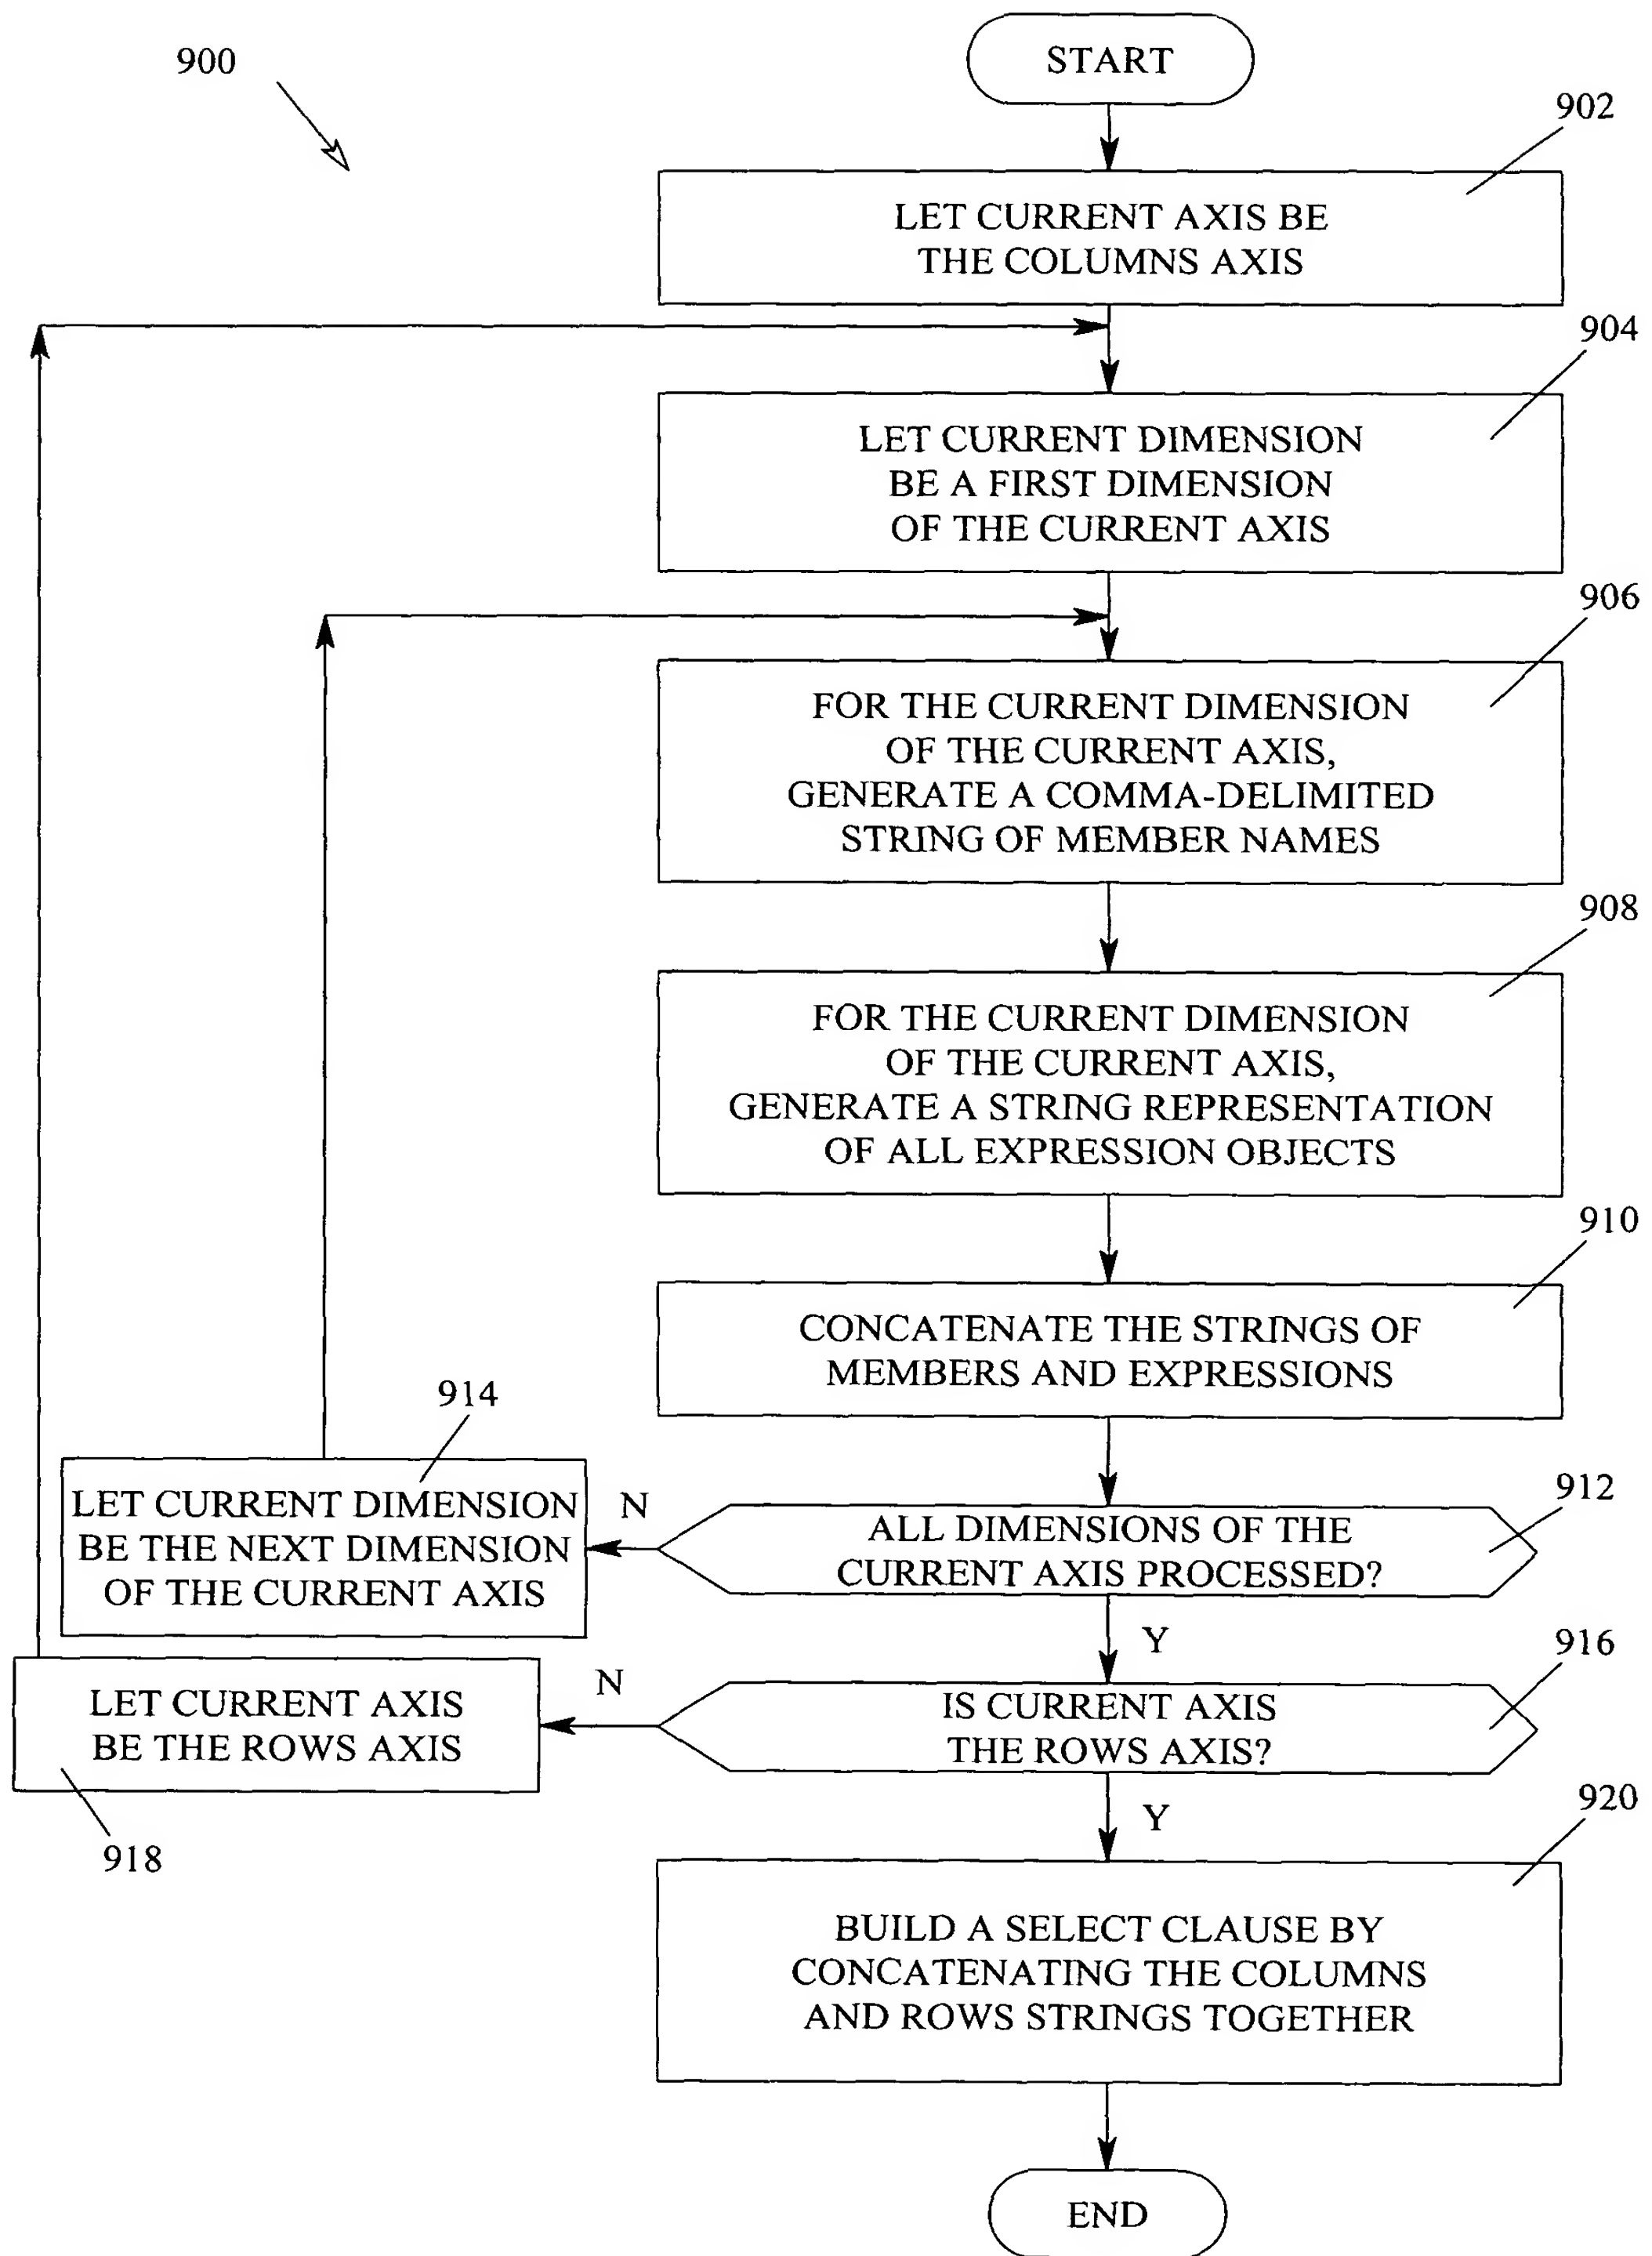 900
START
902
LET CURRENT AXIS BE
THE COLUMNS AXIS
904
LET CURRENT DIMENSION
BE A FIRST DIMENSION
OF THE CURRENT AXIS
906
FOR THE CURRENT DIMENSION
OF THE CURRENT AXIS,
GENERATE A COMMA-DELIMITED
STRING OF MEMBER NAMES
908
FOR THE CURRENT DIMENSION
OF THE CURRENT AXIS,
GENERATE A STRING REPRESENTATION
OF ALL EXPRESSION OBJECTS
910
CONCATENATE THE STRINGS OF
MEMBERS AND EXPRESSIONS
912
ALL DIMENSIONS OF THE
CURRENT AXIS PROCESSED?
N
914
LET CURRENT DIMENSION
BE THE NEXT DIMENSION
OF THE CURRENT AXIS
Y
916
IS CURRENT AXIS
THE ROWS AXIS?
N
LET CURRENT AXIS
BE THE ROWS AXIS
918
Y
920
BUILD A SELECT CLAUSE BY
CONCATENATING THE COLUMNS
AND ROWS STRINGS TOGETHER
END